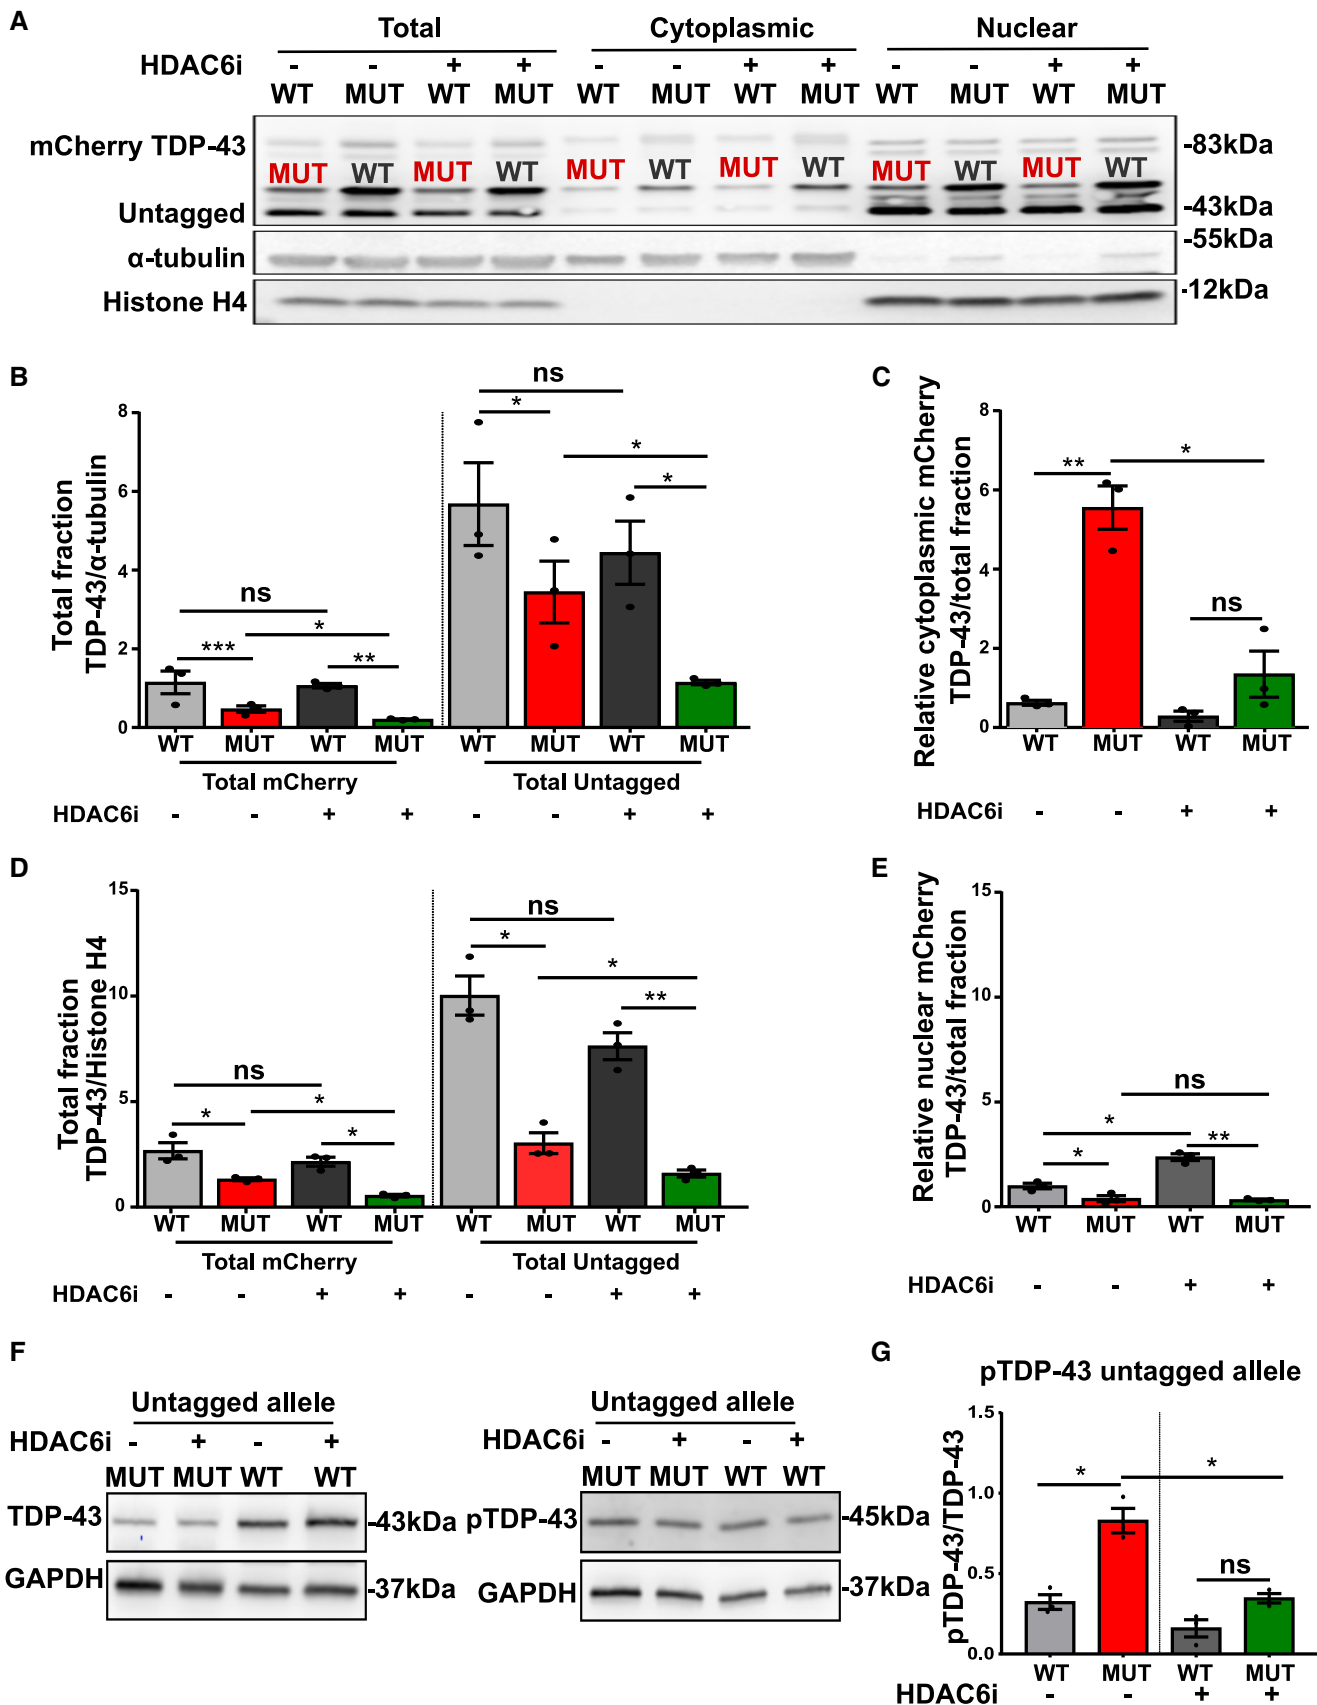 A
Total Cytoplasmic Nuclear
HDAC6i - - + + - - + + - - + +
WT MUT WT MUT WT MUT WT MUT WT MUT WT MUT
mCherry TDP-43 -83kDa
MUT WT MUT WT MUT WT MUT WT MUT WT MUT WT
Untagged -43kDa
-55kDa
α-tubulin
Histone H4 -12kDa
B
Total fraction
TDP-43/α-tubulin
8
6
4
2
0
ns
***
*
**
ns
*
*
*
WT MUT WT MUT WT MUT WT MUT
Total mCherry Total Untagged
HDAC6i - - + + - - + +
C
Relative cytoplasmic mCherry
TDP-43/total fraction
8
6
4
2
0
**
*
ns
WT MUT WT MUT
HDAC6i - - + +
D
Total fraction
TDP-43/Histone H4
15
10
5
0
ns
*
*
*
ns
*
*
**
WT MUT WT MUT WT MUT WT MUT
Total mCherry Total Untagged
HDAC6i - - + + - - + +
E
Relative nuclear mCherry
TDP-43/total fraction
15
10
5
0
ns
*
*
**
WT MUT WT MUT
HDAC6i - - + +
F
Untagged allele
HDAC6i - + - +
MUT MUT WT WT
TDP-43 -43kDa
GAPDH -37kDa
Untagged allele
HDAC6i - + - +
MUT MUT WT WT
pTDP-43 -45kDa
GAPDH -37kDa
G
pTDP-43 untagged allele
pTDP-43/TDP-43
1.5
1.0
0.5
0.0
*
*
ns
WT MUT WT MUT
HDAC6i - - + +